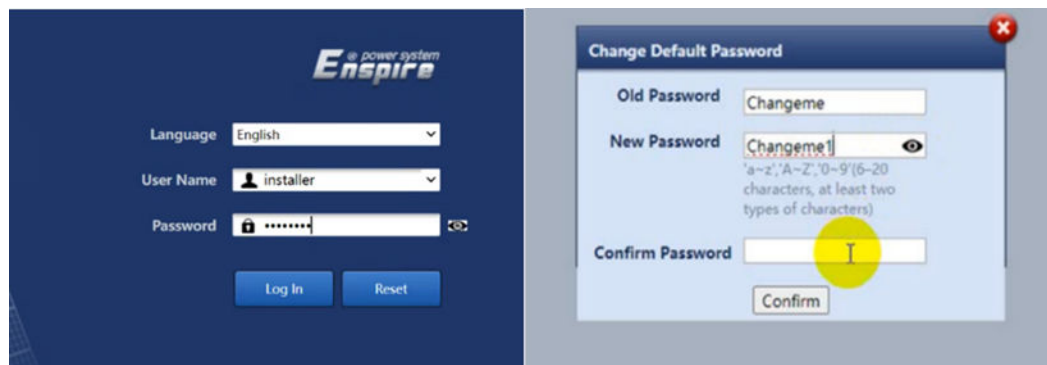 @ power system
Enspire
Language English
User Name installer
Password ••••••••
Log In Reset
Change Default Password
Old Password Changeme
New Password Changeme1
'a~z','A~Z','0~9'(6-20
characters, at least two
types of characters)
Confirm Password
Confirm